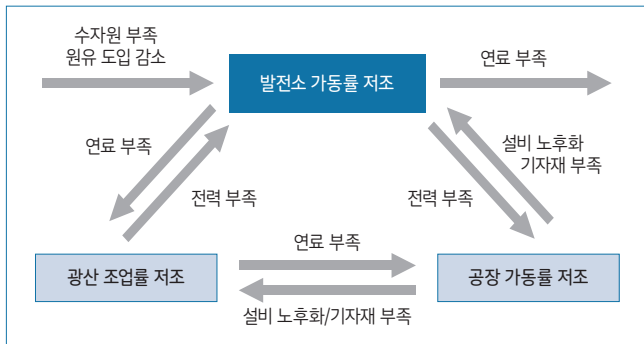 수자원 부족
원유 도입 감소
발전소 가동률 저조
연료 부족
연료 부족
전력 부족
전력 부족
설비 노후화
기자재 부족
광산 조업률 저조
연료 부족
설비 노후화/기자재 부족
공장 가동률 저조